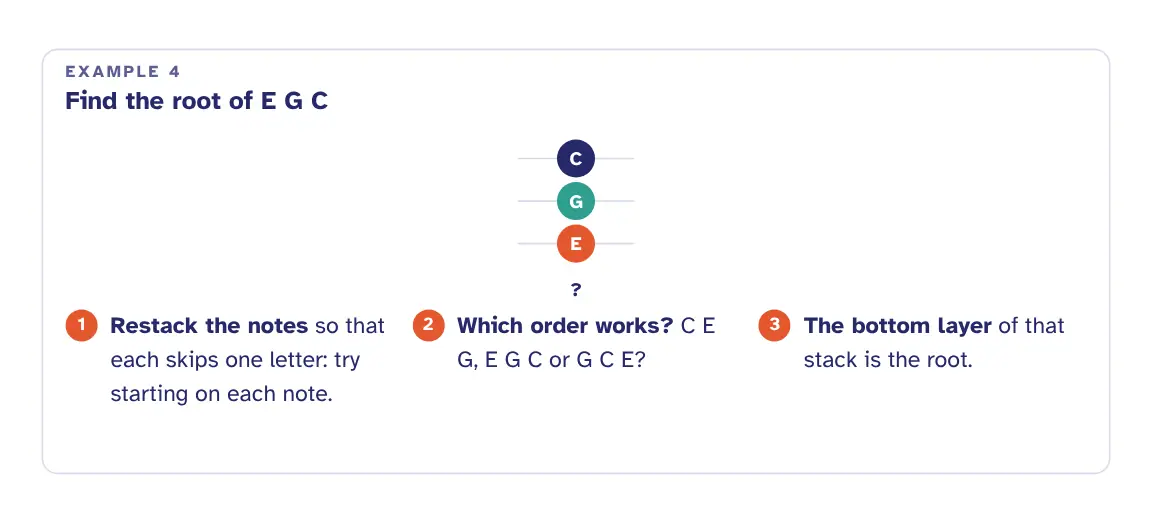 EXAMPLE 4
Find the root of E G C
C
G
E
?
1
Restack the notes so that
each skips one letter: try
starting on each note.
2
Which order works? C E
G, E G C or G C E?
3
The bottom layer of that
stack is the root.